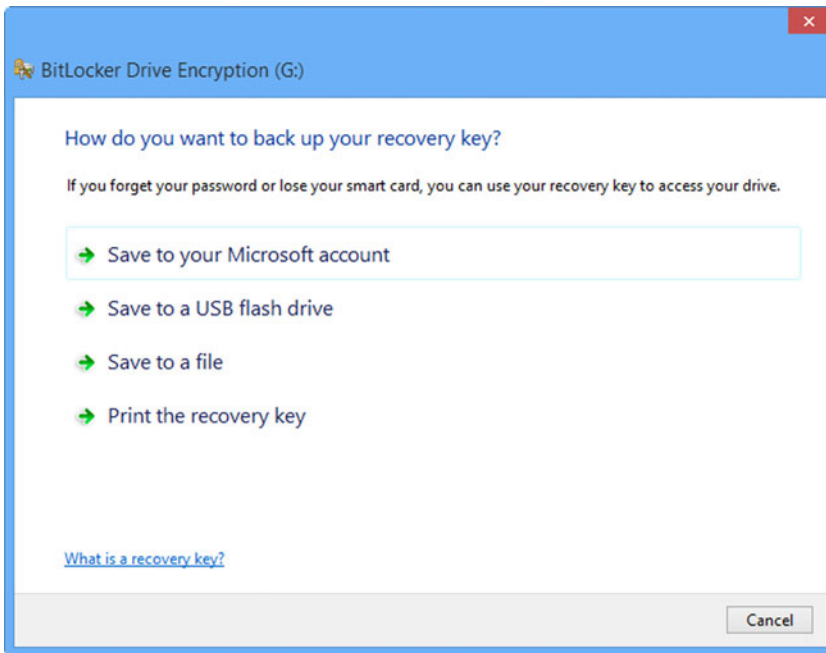 BitLocker Drive Encryption (G:)
How do you want to back up your recovery key?
If you forget your password or lose your smart card, you can use your recovery key to access your drive.
Save to your Microsoft account
Save to a USB flash drive
Save to a file
Print the recovery key
What is a recovery key?
Cancel